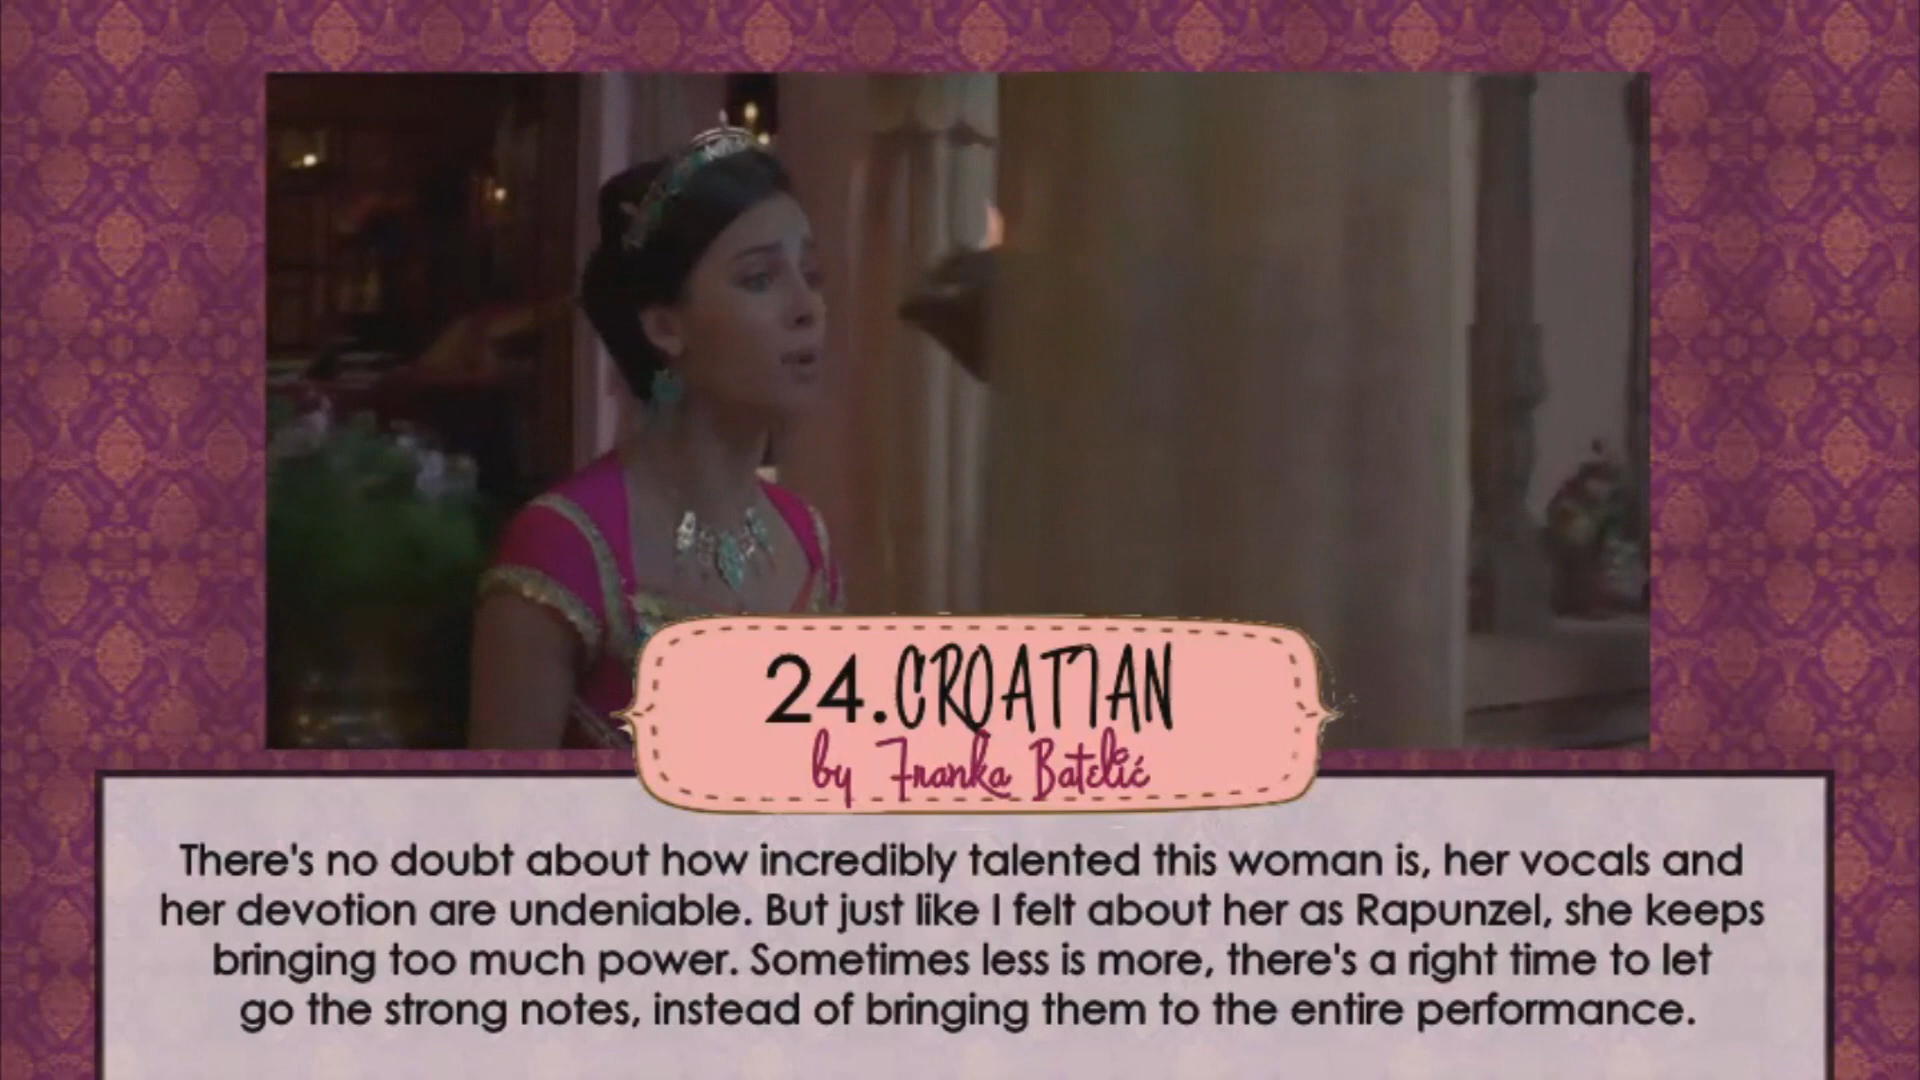 24.CROATIAN
by Franka Batelić
There's no doubt about how incredibly talented this woman is, her vocals and
her devotion are undeniable. But just like I felt about her as Rapunzel, she keeps
bringing too much power. Sometimes less is more, there's a right time to let
go the strong notes, instead of bringing them to the entire performance.